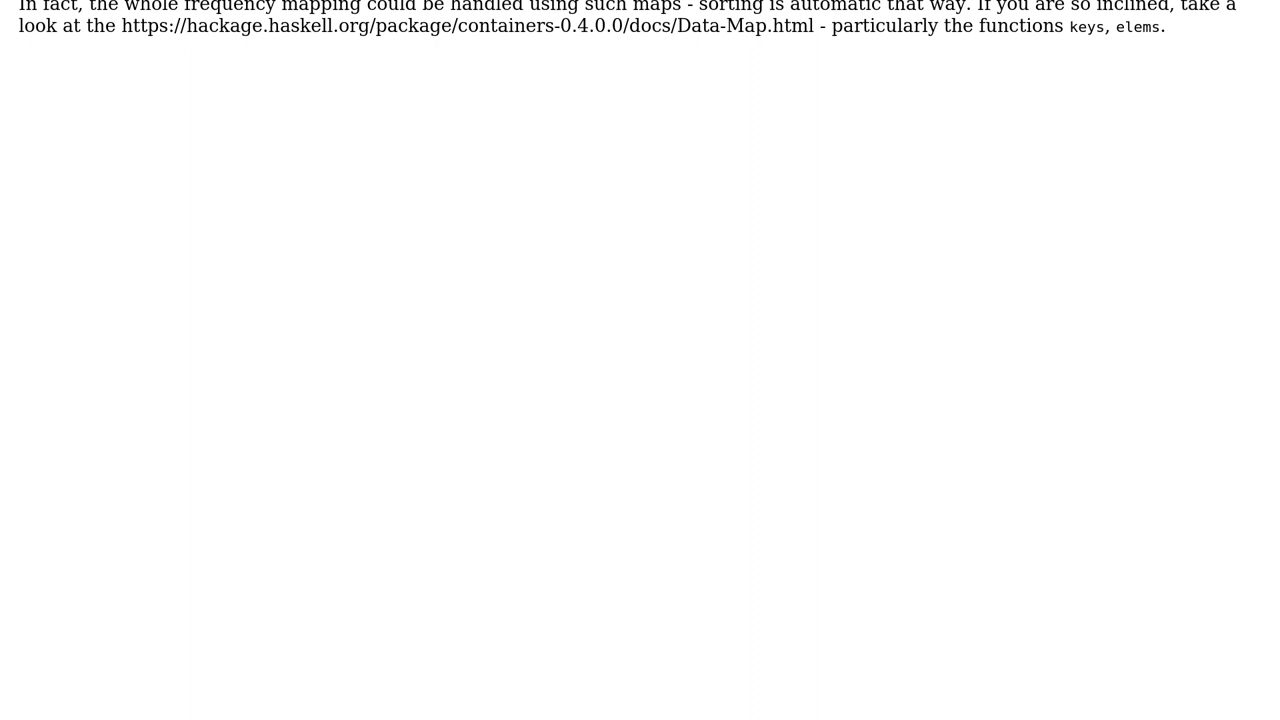 In fact, the whole frequency mapping could be handled using such maps - sorting is automatic that way. If you are so inclined, take a
look at the https://hackage.haskell.org/package/containers-0.4.0.0/docs/Data-Map.html - particularly the functions keys, elems.